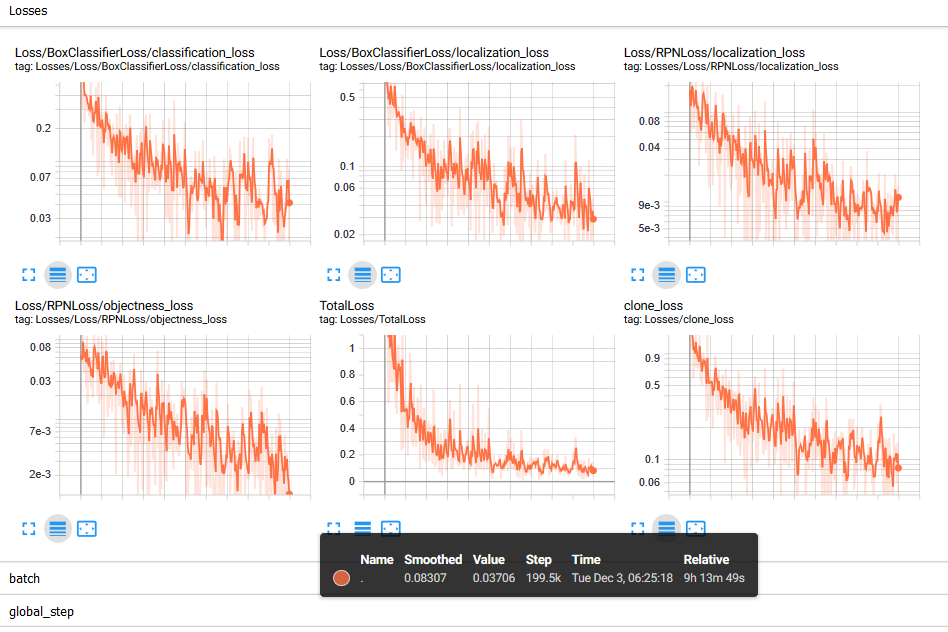 Losses
Loss/BoxClassifierLoss/classification_loss
tag: Losses/Loss/BoxClassifierLoss/classification_loss
0.2
0.07
0.03
Loss/BoxClassifierLoss/localization_loss
tag: Losses/Loss/BoxClassifierLoss/localization_loss
0.5
0.1
0.06
0.02
Loss/RPNLoss/localization_loss
tag: Losses/Loss/RPNLoss/localization_loss
0.08
0.04
9e-3
5e-3
Loss/RPNLoss/objectness_loss
tag: Losses/Loss/RPNLoss/objectness_loss
0.08
0.03
7e-3
2e-3
TotalLoss
tag: Losses/TotalLoss
1
0.8
0.6
0.4
0.2
0
clone_loss
tag: Losses/clone_loss
0.9
0.5
0.1
0.06
Name Smoothed Value Step Time Relative
. 0.08307 0.03706 199.5k Tue Dec 3, 06:25:18 9h 13m 49s
batch
global_step